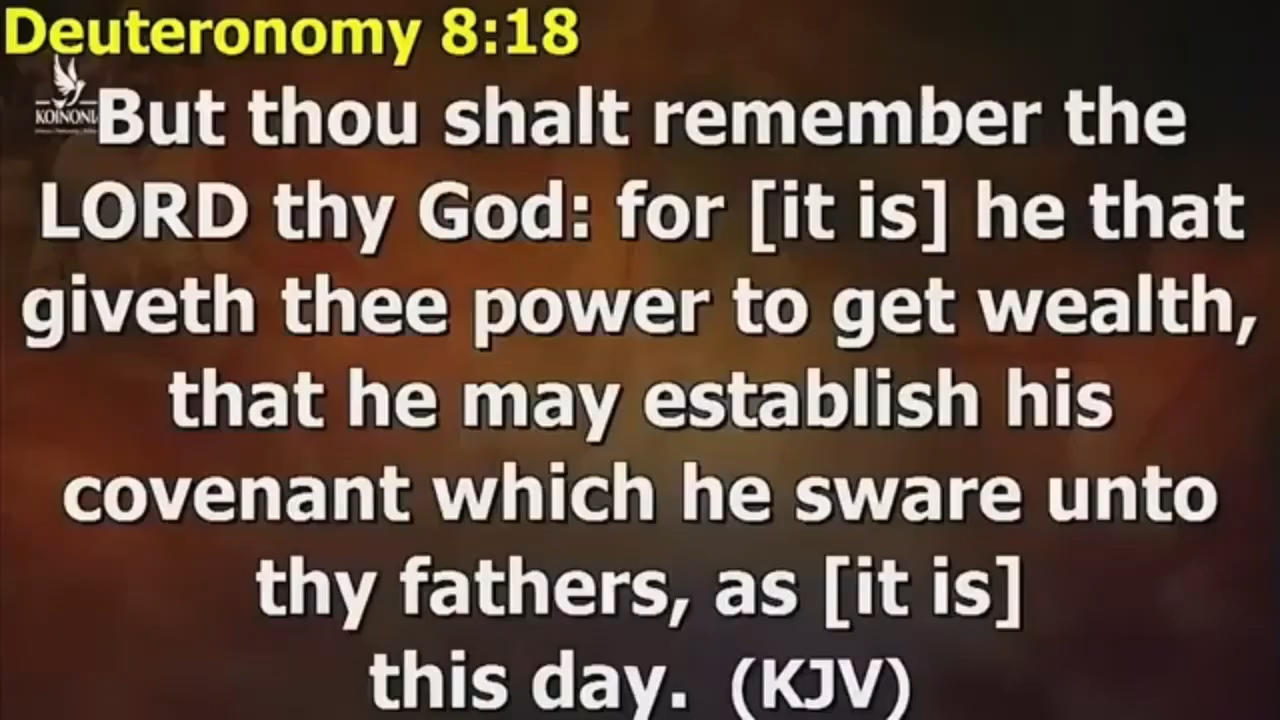 Deuteronomy 8:18
KOINONI
But thou shalt remember the
LORD thy God: for [it is] he that
giveth thee power to get wealth,
that he may establish his
covenant which he sware unto
thy fathers, as [it is]
this day. (KJV)